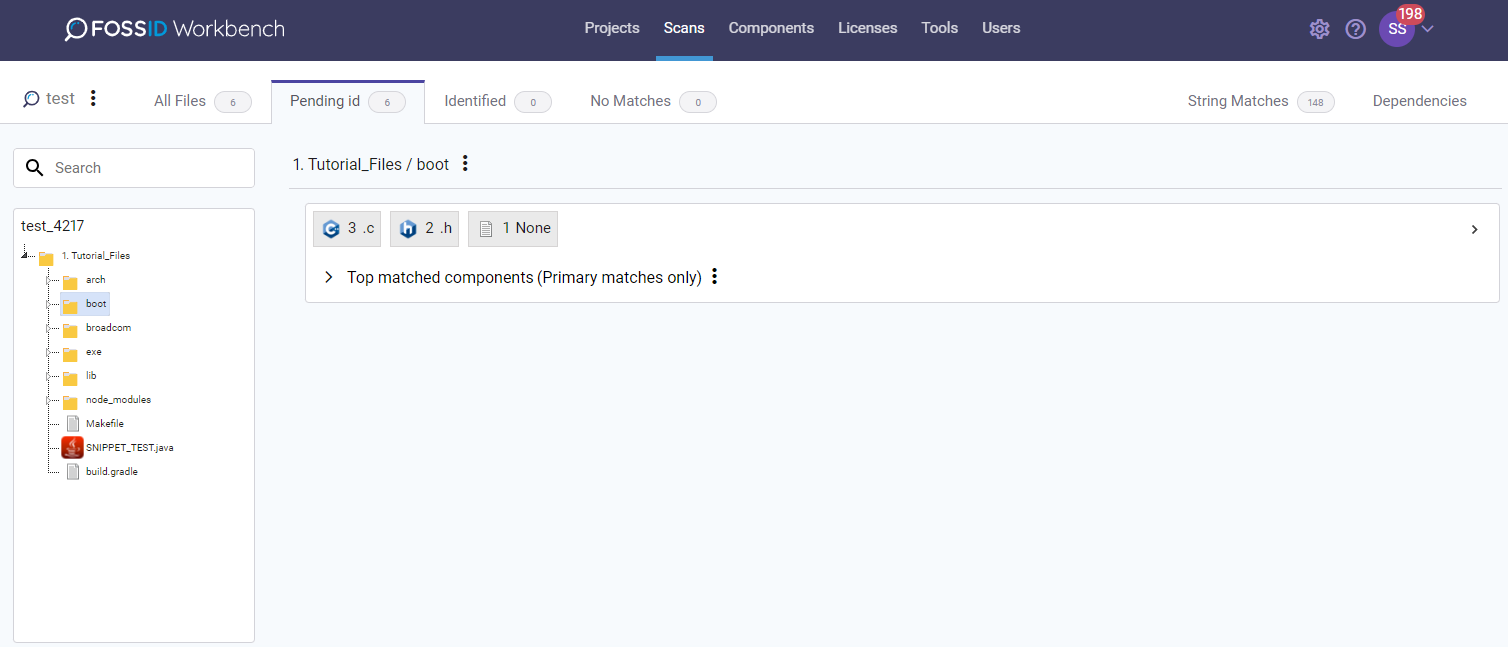 FOSSID Workbench
Projects Scans Components Licenses Tools Users
198
SS
test
All Files 6
Pending id 6
Identified 0
No Matches 0
String Matches 148
Dependencies
Search
1. Tutorial_Files / boot
test_4217
1. Tutorial_Files
arch
boot
broadcom
exe
lib
node_modules
Makefile
SNIPPET_TEST.java
build.gradle
3 .c
2 .h
1 None
Top matched components (Primary matches only)